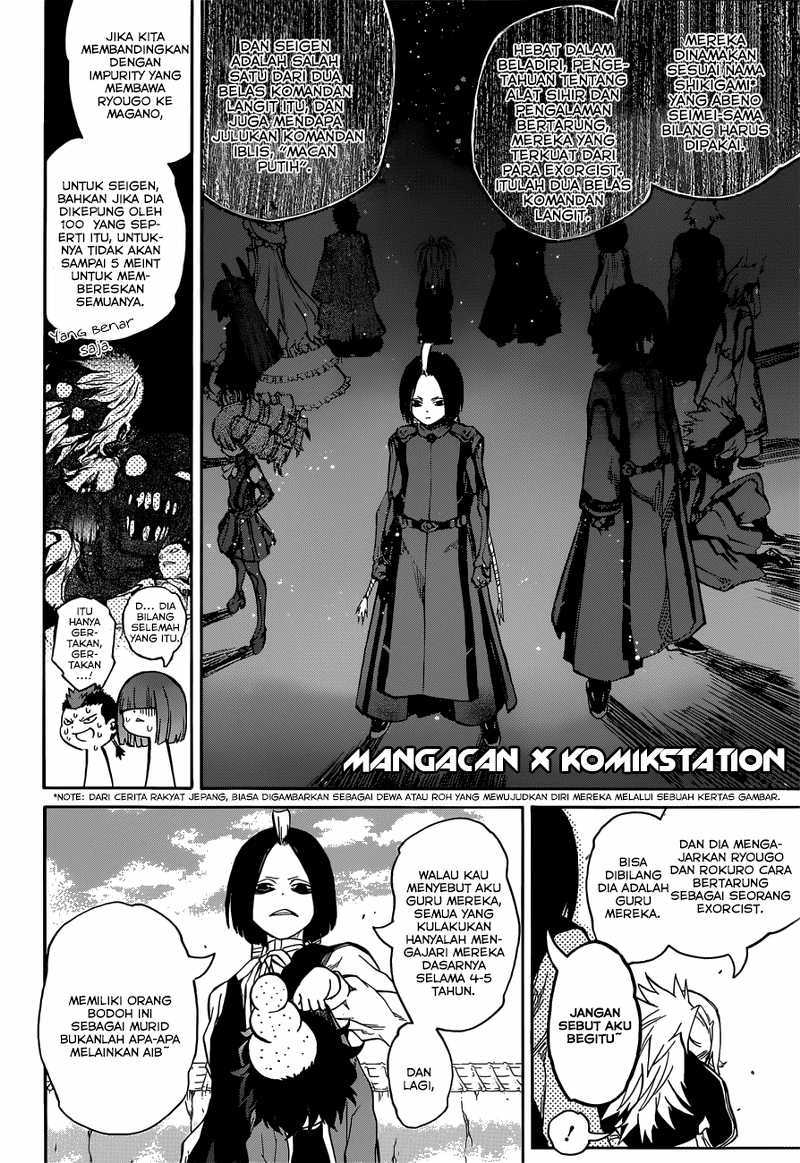 MEREKA
DINAMAKAN
SESUAI NAMA
SHIKIGAMI*
YANG ABENO
SEIMEI-SAMA
BILANG HARUS
DIPAKAI.
HEBAT DALAM
BELADIRI, PENGE-
TAHUAN TENTANG
ALAT SIHIR DAN
PENGALAMAN
BERTARUNG,
MEREKA YANG
TERKUAT DARI
PARA EXORCIST.
ITULAH DUA BELAS
KOMANDAN
LANGIT.
DAN SEIGEN
ADALAH SALAH
SATU DARI DUA
BELAS KOMANDAN
LANGIT ITU, DAN
JUGA MENDAPA
JULUKAN KOMANDAN
IBLIS, "MACAN
PUTIH".
JIKA KITA
MEMBANDINGKAN
DENGAN
IMPURITY YANG
MEMBAWA
RYOUGO KE
MAGANO,
UNTUK SEIGEN,
BAHKAN JIKA DIA
DIKEPUNG OLEH
100 YANG SEP-
PERTI ITU, UNTUK-
NYA TIDAK AKAN
SAMPAI 5 MEINT
UNTUK MEM-
BERESKAN
SEMUANYA.
Yang benar
saja.
D... DIA
BILANG
SELEMAH
YANG ITU.
ITU
HANYA
GER-
TAKAN,
GER-
TAKAN
....!
MANGACAN X KOMIKSTATION
*NOTE: DARI CERITA RAKYAT JEPANG, BIASA DIGAMBARKAN SEBAGAI DEWA ATAU ROH YANG MEWUJUDKAN DIRI MEREKA MELALUI SEBUAH KERTAS GAMBAR.
DAN DIA MENGA-
JARKAN RYOUGO
DAN ROKURO CARA
BERTARUNG
SEBAGAI SEORANG
EXORCIST.
BISA
DIBILANG
DIA ADALAH
GURU
MEREKA.
JANGAN
SEBUT AKU
BEGITU~
!
WALAU KAU
MENYEBUT AKU
GURU MEREKA,
SEMUA YANG
KULAKUKAN
HANYALAH MEN-
GAJARI MEREKA
DASARNYA
SELAMA 4-5
TAHUN.
DAN
LAGI,
MEMILIKI ORANG
BODOH INI
SEBAGAI MURID
BUKANLAH APA-APA
MELAINKAN AIB~